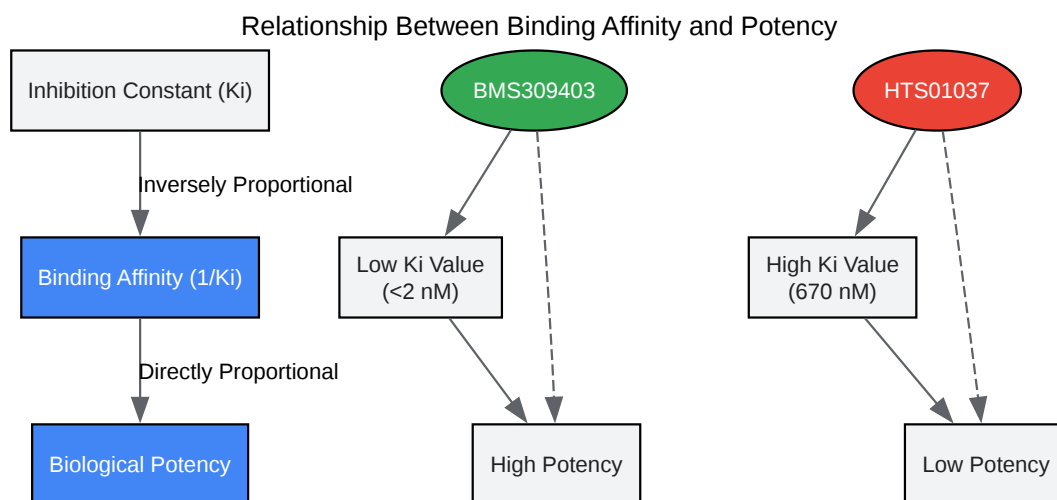 Relationship Between Binding Affinity and Potency
Inhibition Constant (Ki)
BMS309403
HTS01037
Inversely Proportional
Binding Affinity (1/Ki)
Low Ki Value
(<2 nM)
High Ki Value
(670 nM)
Directly Proportional
Biological Potency
High Potency
Low Potency